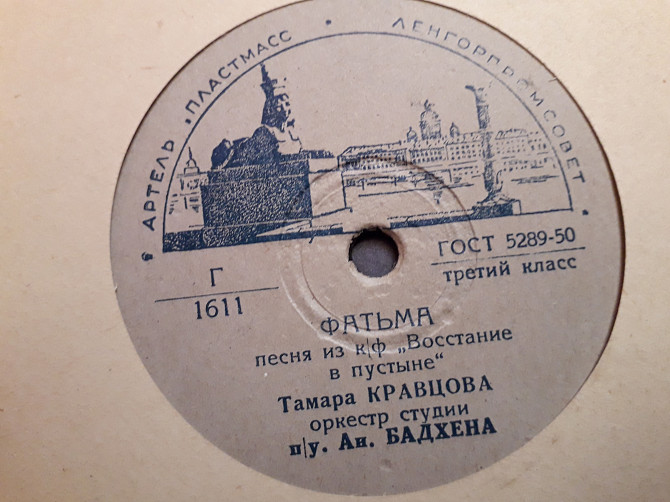 АРТЕЛЬ „ПЛАСТМАСС • ЛЕНГОРПРОМСОВЕТ
Г
1611
ГОСТ 5289-50
третий класс
ФАТЬМА
песня из к|ф „Восстание
в пустыне“
Тамара КРАВЦОВА
оркестр студии
п|у. Ан. БАДХЕНА